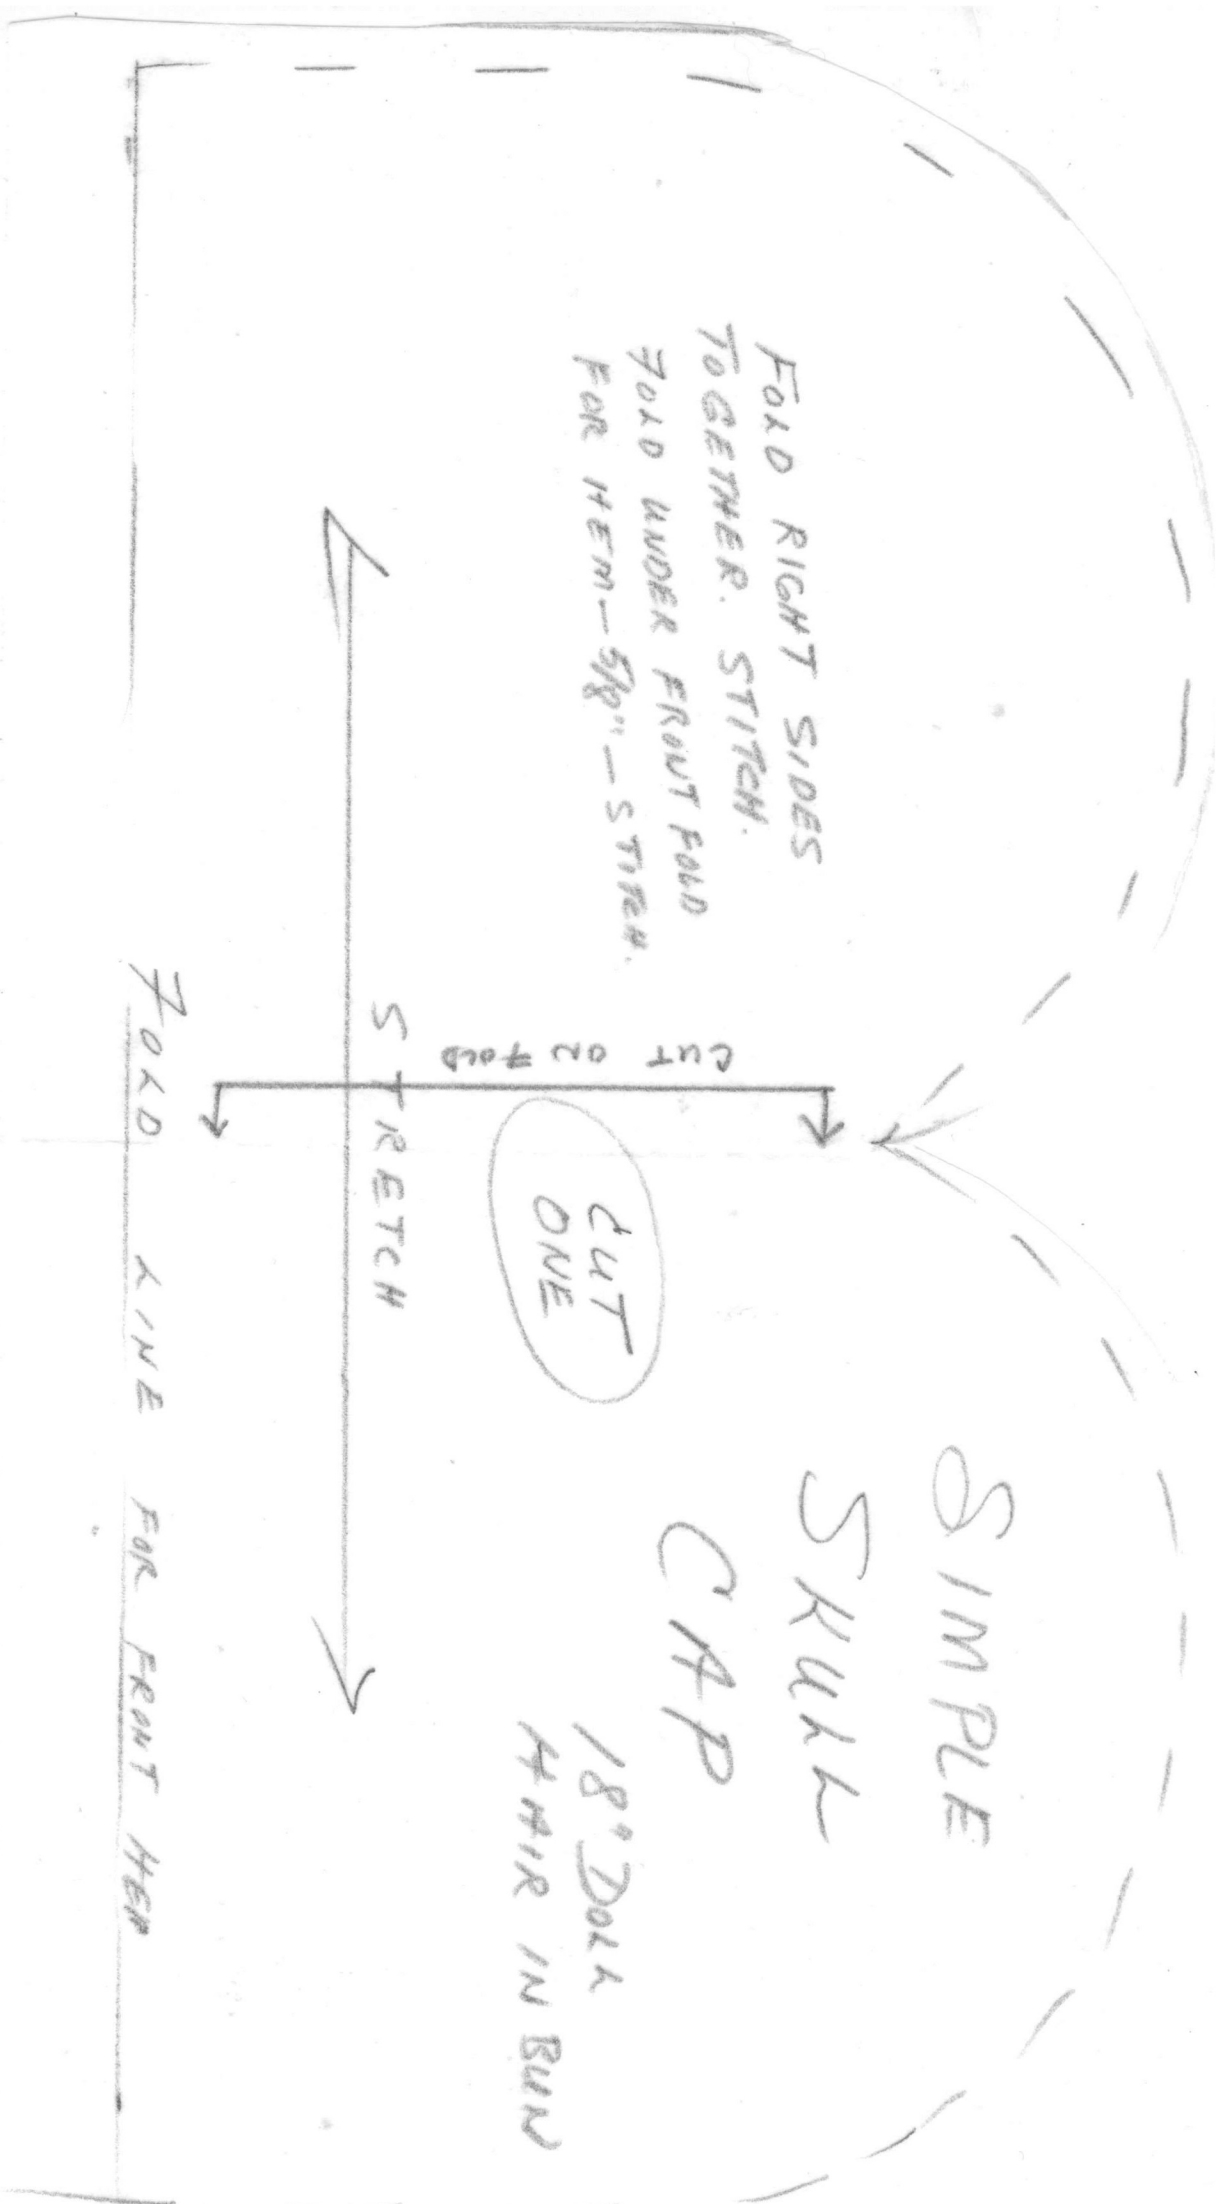 SIMPLE
SKULL
CAP
18" DOLL
HAIR IN BUN
FOLD RIGHT SIDES
TOGETHER. STITCH.
FOLD UNDER FRONT FOLD
FOR HEM — 5/8" — STITCH.
CUT
ONE
CUT ON FOLD
STRETCH
FOLD LINE FOR FRONT HEM